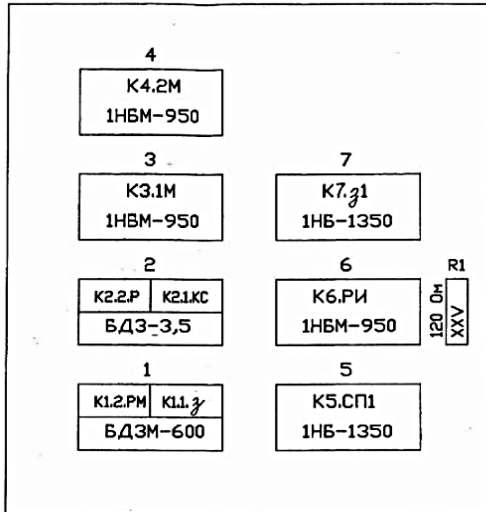 4
К4.2М
1НБМ-950
3
К3.1М
1НБМ-950
7
К7.з1
1НБ-1350
2
К2.2.Р К2.1.КС
БДЗ-3,5
6
К6.РИ
1НБМ-950
R1
120 Ом
XXV
1
К1.2.РМ К1.1.з
БДЗМ-600
5
К5.СП1
1НБ-1350